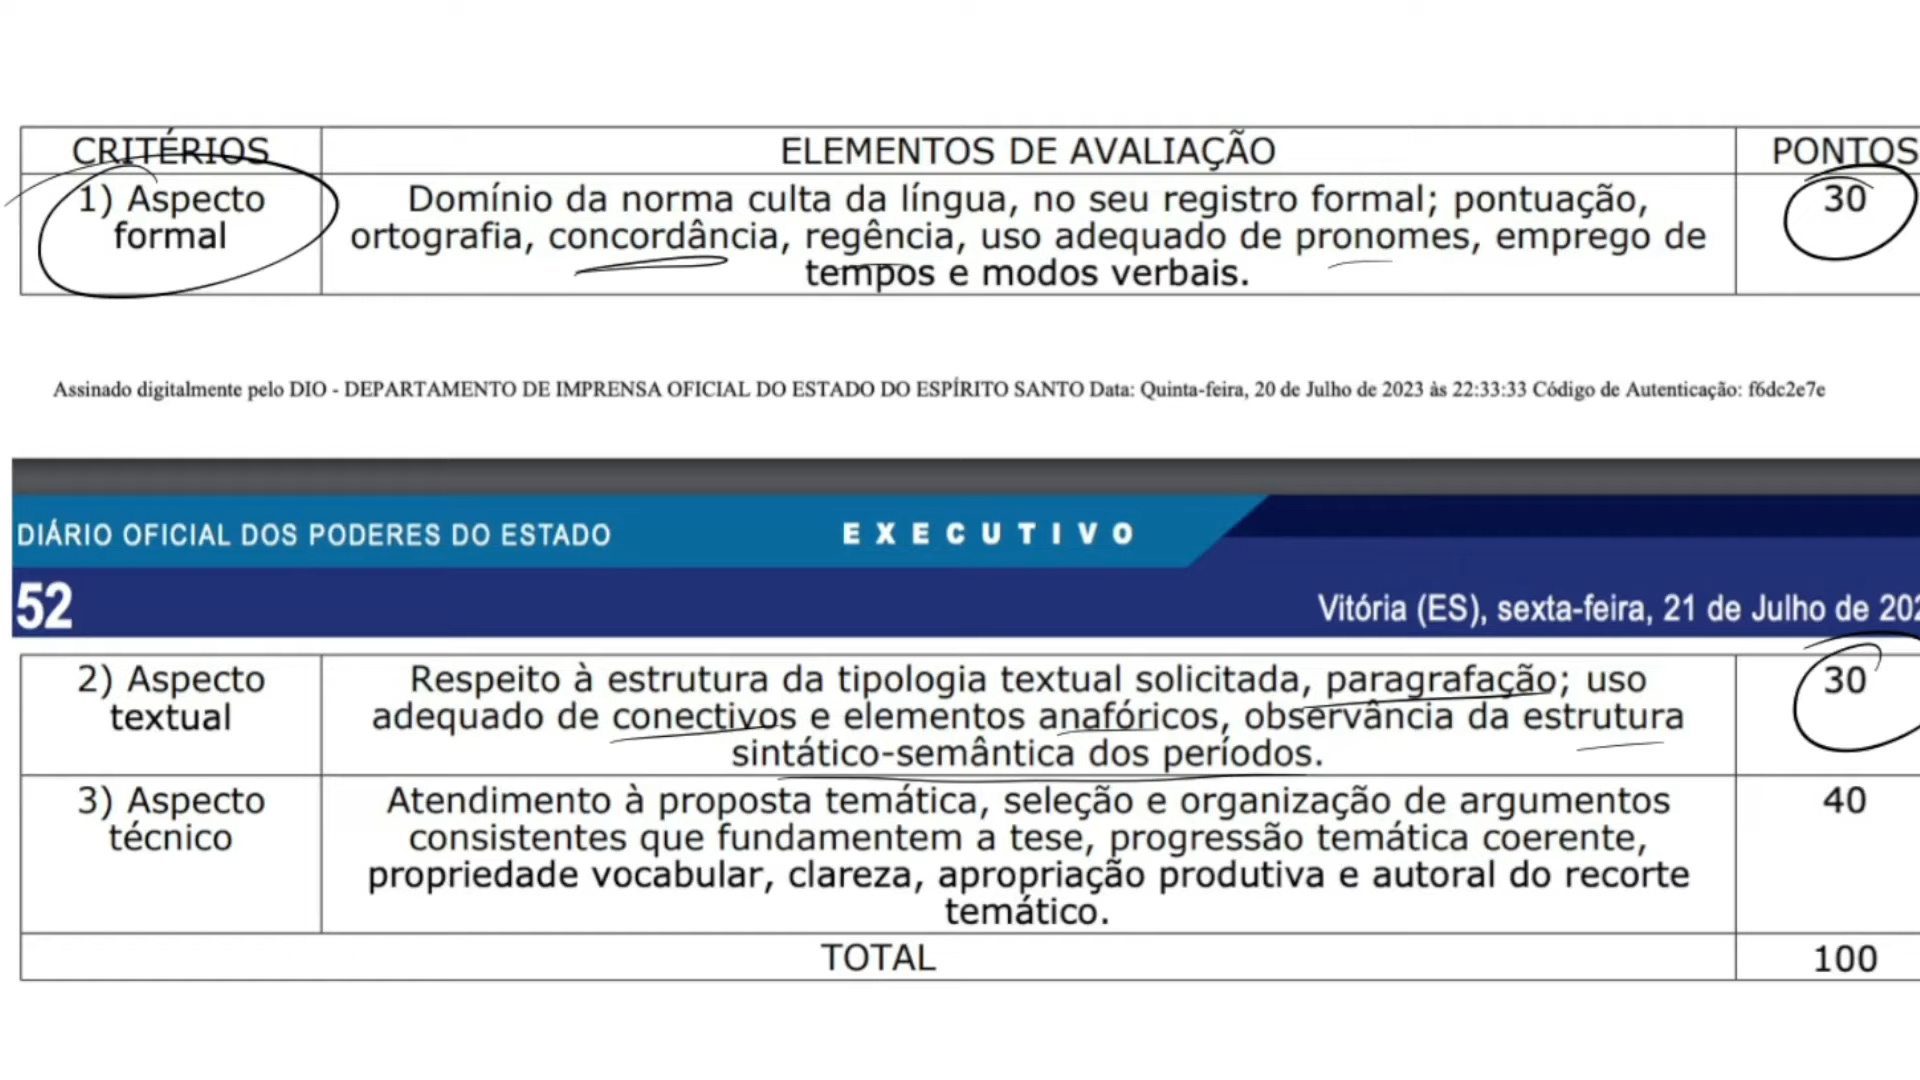 CRITÉRIOS ELEMENTOS DE AVALIAÇÃO PONTOS
1) Aspecto formal Domínio da norma culta da língua, no seu registro formal; pontuação, 30
ortografia, concordância, regência, uso adequado de pronomes, emprego de
tempos e modos verbais.
Assinado digitalmente pelo DIO - DEPARTAMENTO DE IMPRENSA OFICIAL DO ESTADO DO ESPÍRITO SANTO Data: Quinta-feira, 20 de Julho de 2023 às 22:33:33 Código de Autenticação: f6dc2e7e
DIÁRIO OFICIAL DOS PODERES DO ESTADO EXECUTIVO
52 Vitória (ES), sexta-feira, 21 de Julho de 202
2) Aspecto textual Respeito à estrutura da tipologia textual solicitada, paragrafação; uso 30
adequado de conectivos e elementos anafóricos, observância da estrutura
sintático-semântica dos períodos.
3) Aspecto técnico Atendimento à proposta temática, seleção e organização de argumentos 40
consistentes que fundamentem a tese, progressão temática coerente,
propriedade vocabular, clareza, apropriação produtiva e autoral do recorte
temático.
TOTAL 100